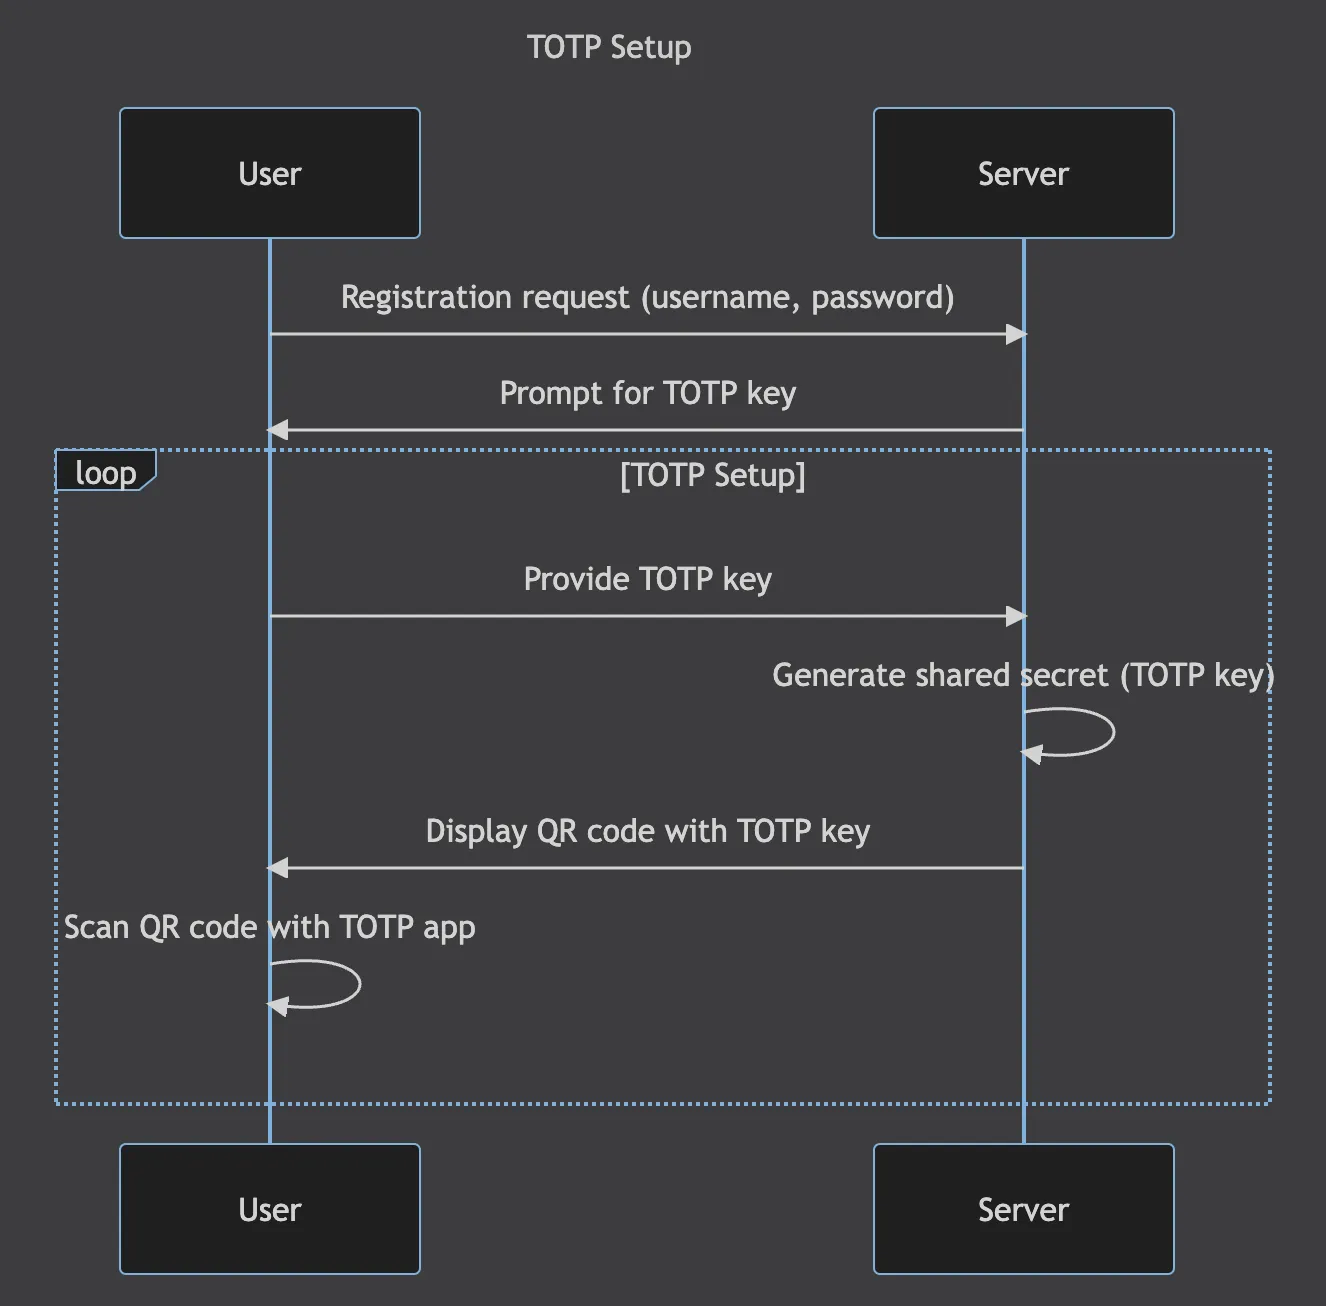 TOTP Setup
User
Server
Registration request (username, password)
Prompt for TOTP key
loop
[TOTP Setup]
Provide TOTP key
Generate shared secret (TOTP key)
Display QR code with TOTP key
Scan QR code with TOTP app
User
Server